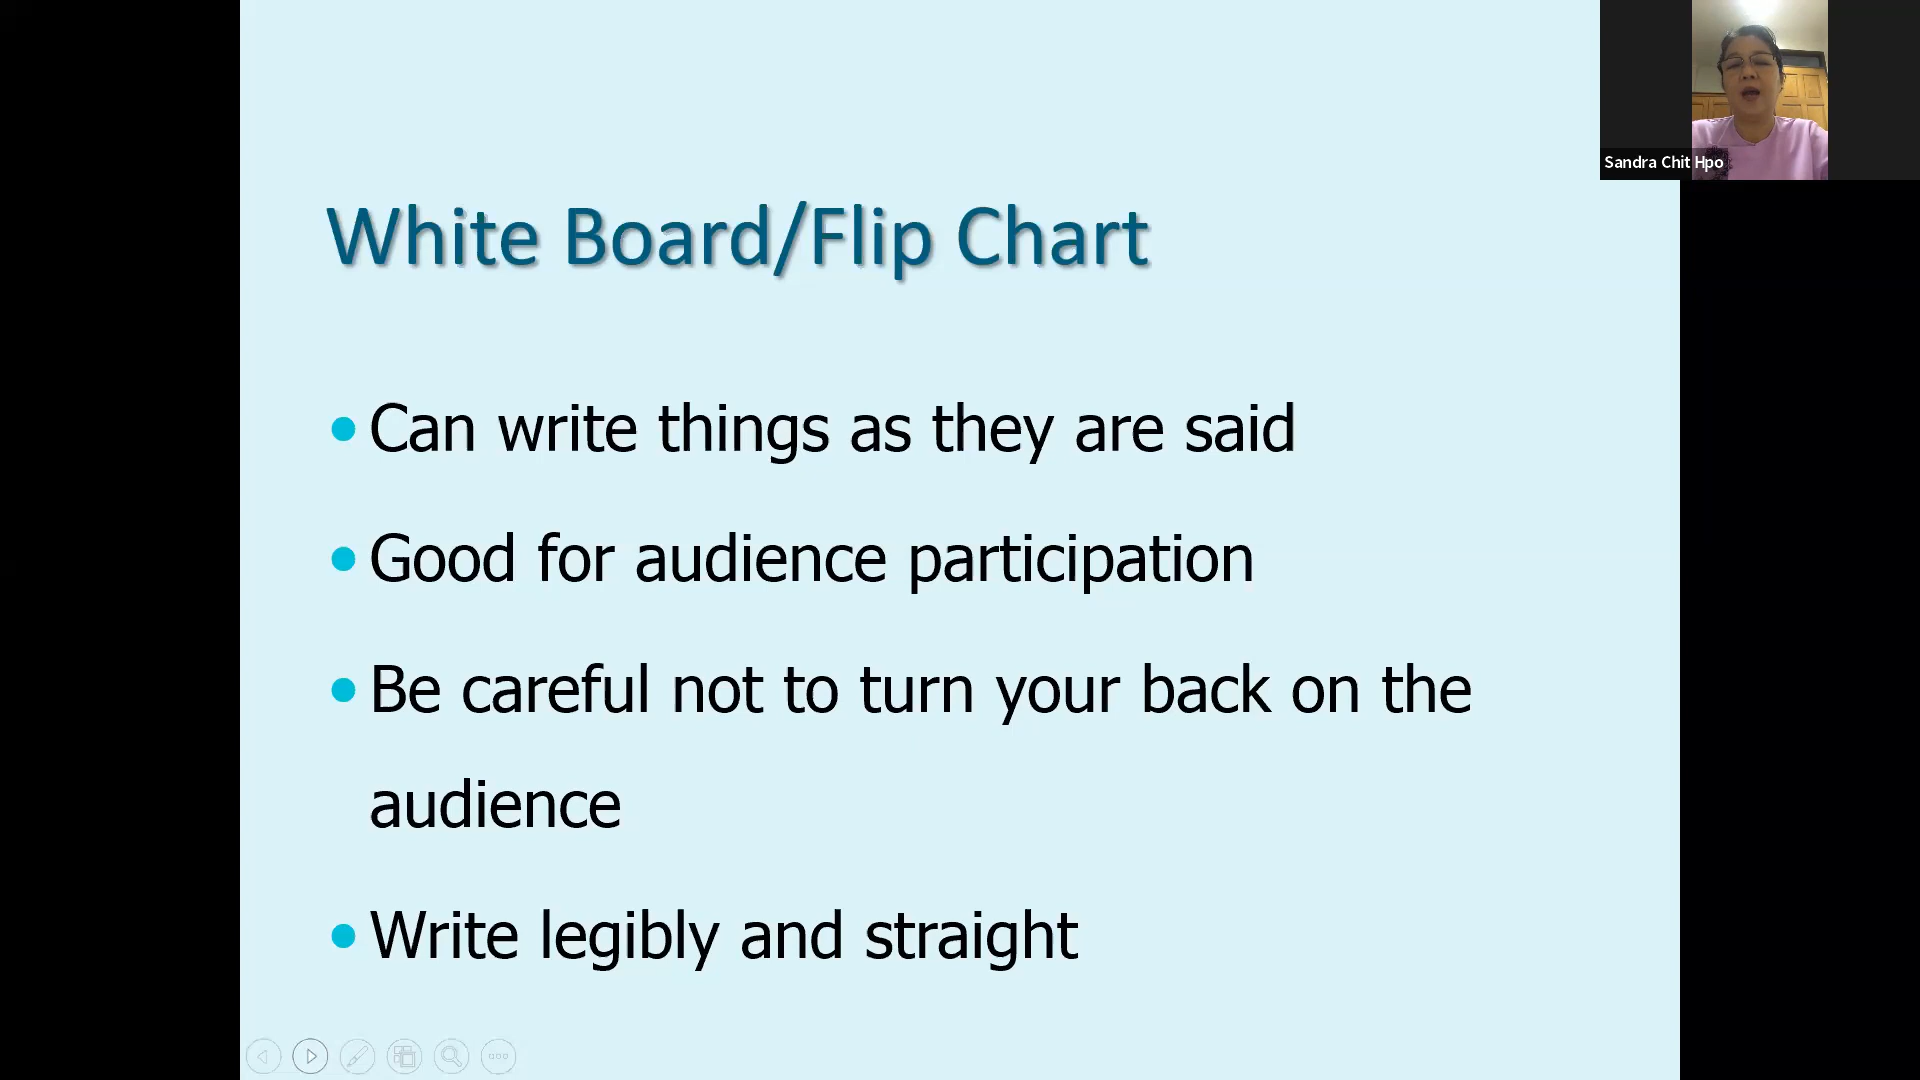 Sandra Chit Hpo
White Board/Flip Chart
• Can write things as they are said
• Good for audience participation
• Be careful not to turn your back on the
audience
• Write legibly and straight